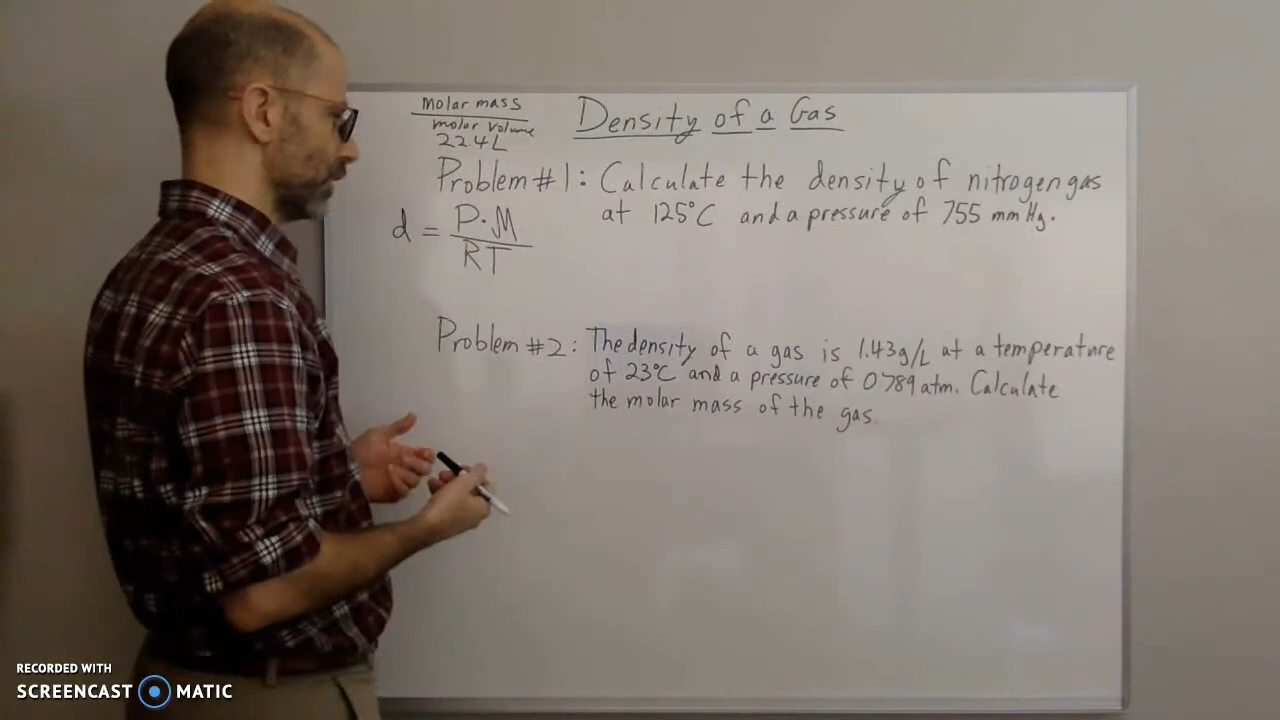 molar mass
molar volume
22.4L
Density of a Gas
Problem #1: Calculate the density of nitrogen gas
at 125°C and a pressure of 755 mm Hg.
d = P·M
RT
Problem #2: The density of a gas is 1.43g/L at a temperature
of 23°C and a pressure of 0.789 atm. Calculate
the molar mass of the gas.
RECORDED WITH
SCREENCAST MATIC